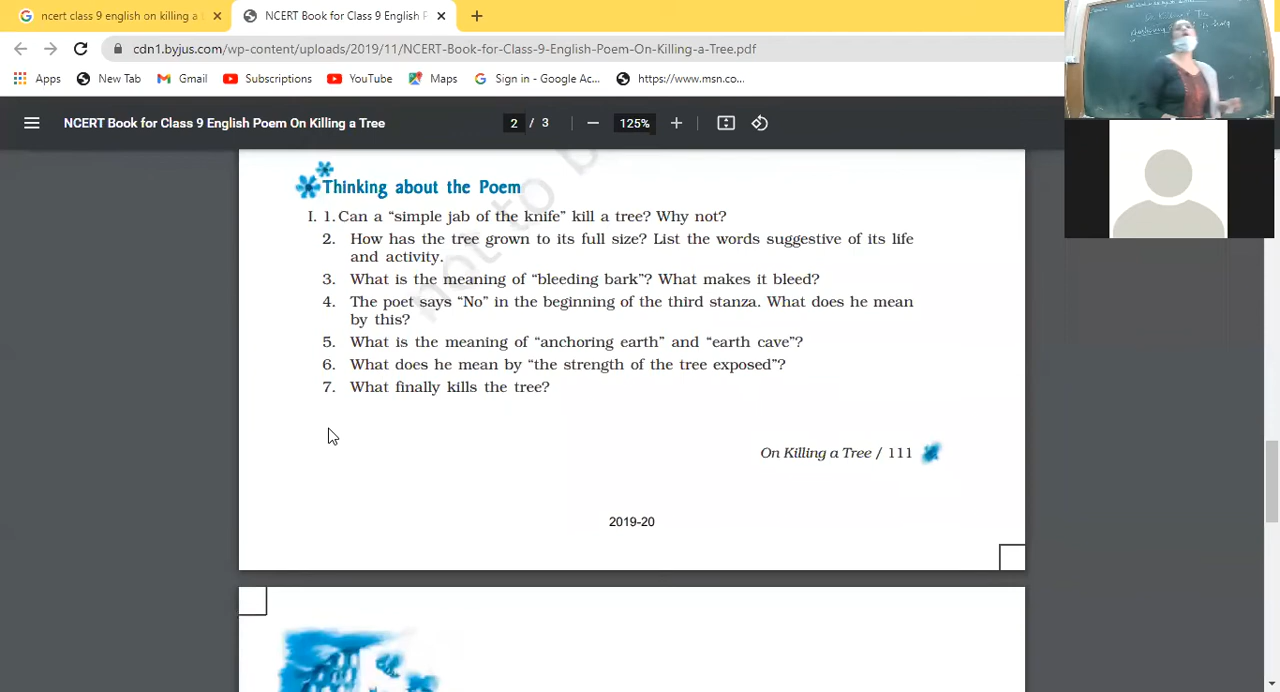 ncert class 9 english on killing a
NCERT Book for Class 9 English P
cdn1.byjus.com/wp-content/uploads/2019/11/NCERT-Book-for-Class-9-English-Poem-On-Killing-a-Tree.pdf
Apps New Tab Gmail Subscriptions YouTube Maps Sign in - Google Ac... https://www.msn.co...
NCERT Book for Class 9 English Poem On Killing a Tree 2 / 3 125%
not to b
Thinking about the Poem
I. 1. Can a “simple jab of the knife” kill a tree? Why not?
2. How has the tree grown to its full size? List the words suggestive of its life
and activity.
3. What is the meaning of “bleeding bark”? What makes it bleed?
4. The poet says “No” in the beginning of the third stanza. What does he mean
by this?
5. What is the meaning of “anchoring earth” and “earth cave”?
6. What does he mean by “the strength of the tree exposed”?
7. What finally kills the tree?
On Killing a Tree / 111
2019-20